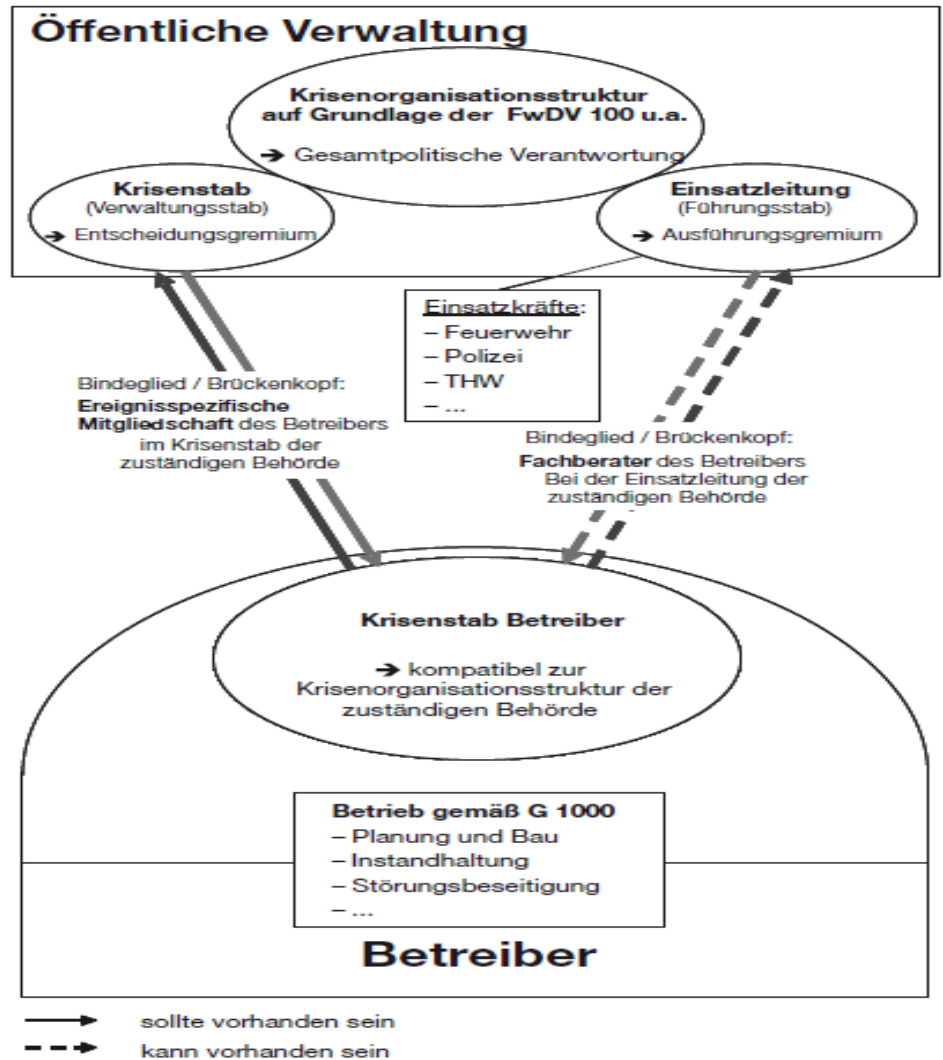 Öffentliche Verwaltung
Krisenorganisationsstruktur
auf Grundlage der FwDV 100 u.a.
➔ Gesamtpolitische Verantwortung
Krisenstab
(Verwaltungsstab)
➔ Entscheidungsgremium
Einsatzleitung
(Führungsstab)
➔ Ausführungsgremium
Einsatzkräfte:
– Feuerwehr
– Polizei
– THW
– ...
Bindeglied / Brückenkopf:
Ereignisspezifische
Mitgliedschaft des Betreibers
im Krisenstab der
zuständigen Behörde
Bindeglied / Brückenkopf:
Fachberater des Betreibers
Bei der Einsatzleitung der
zuständigen Behörde
Krisenstab Betreiber
➔ kompatibel zur
Krisenorganisationsstruktur der
zuständigen Behörde
Betrieb gemäß G 1000
– Planung und Bau
– Instandhaltung
– Störungsbeseitigung
– ...
Betreiber
sollte vorhanden sein
kann vorhanden sein